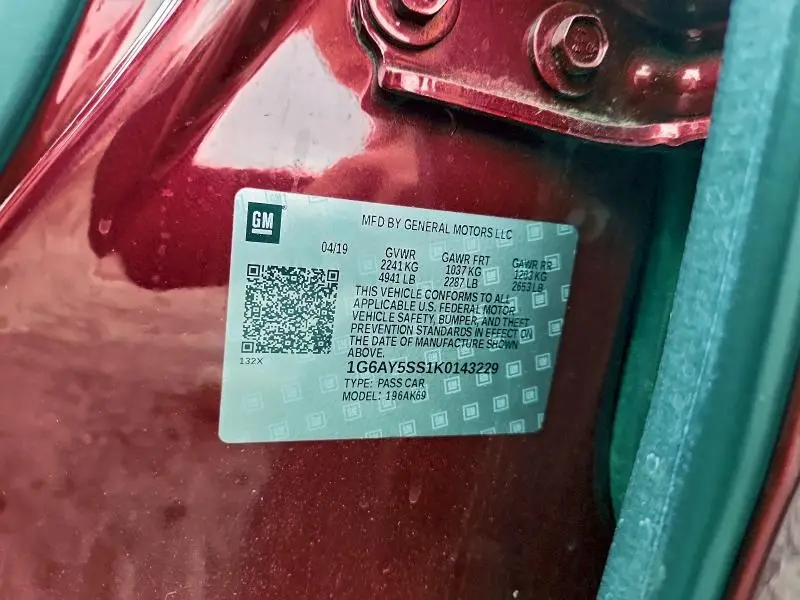 GM
MFD BY GENERAL MOTORS LLC
04/19
GVWR GAWR FRT GAWR RR
2241 KG 1037 KG 1203 KG
4941 LB 2287 LB 2653 LB
THIS VEHICLE CONFORMS TO ALL
APPLICABLE U.S. FEDERAL MOTOR
VEHICLE SAFETY, BUMPER, AND THEFT
PREVENTION STANDARDS IN EFFECT ON
THE DATE OF MANUFACTURE SHOWN
ABOVE.
132X
1G6AY5SS1K0143229
TYPE: PASS CAR
MODEL: 196AK69